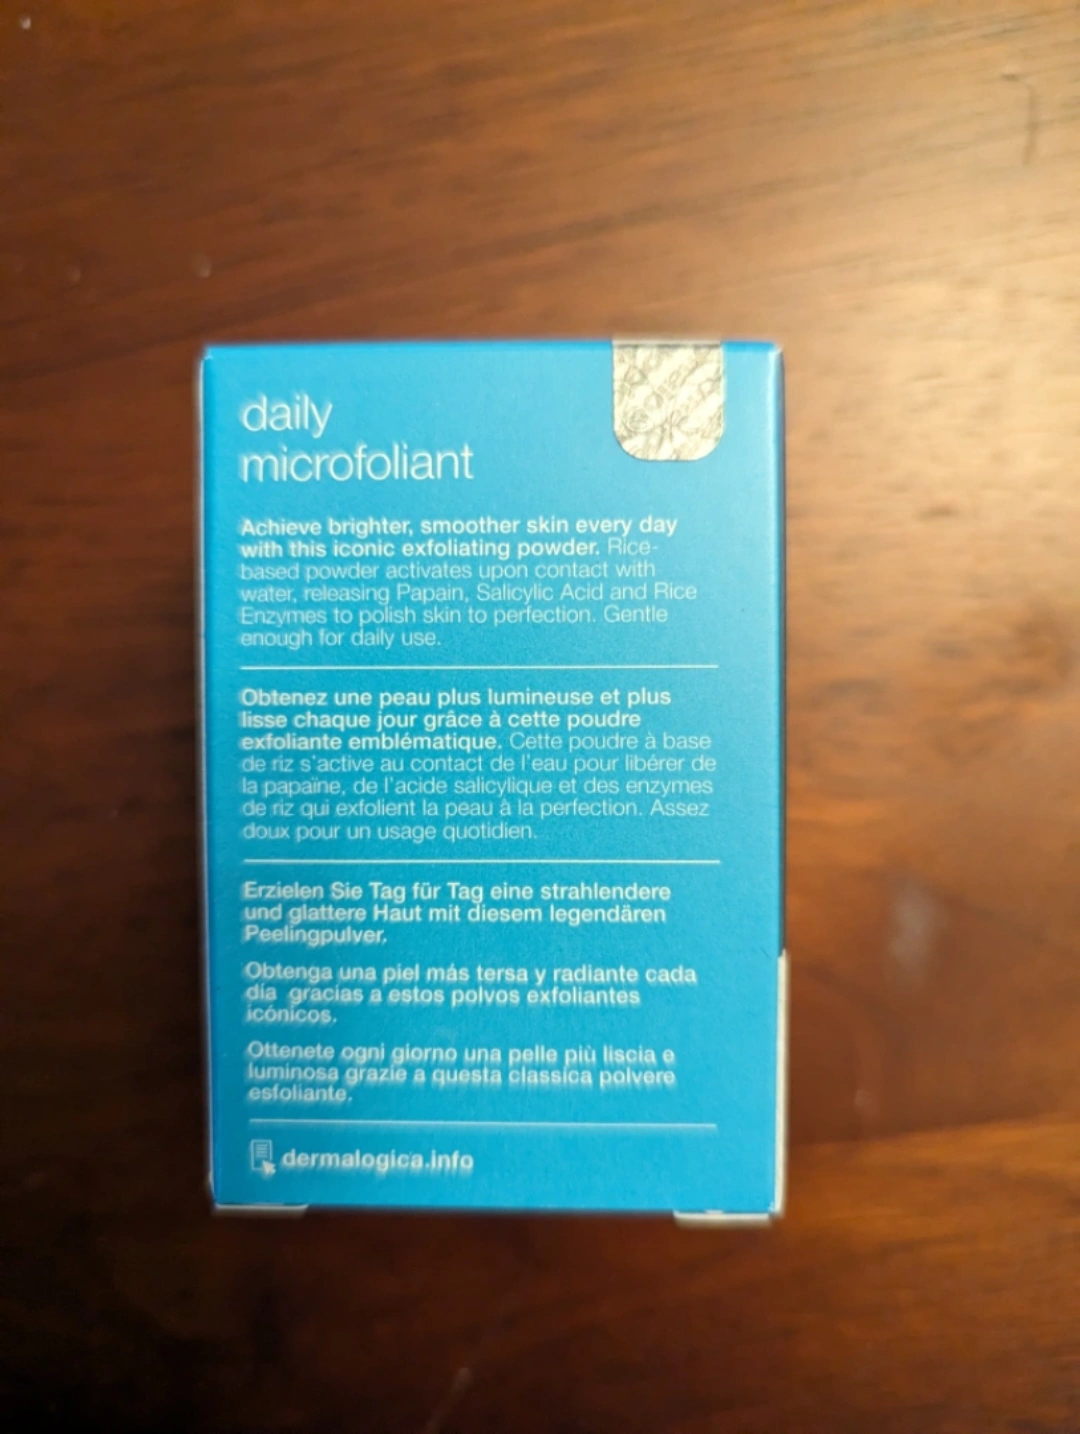 daily
microfoliant
Achieve brighter, smoother skin every day
with this iconic exfoliating powder. Rice-
based powder activates upon contact with
water, releasing Papain, Salicylic Acid and Rice
Enzymes to polish skin to perfection. Gentle
enough for daily use.
Obtenez une peau plus lumineuse et plus
lisse chaque jour grâce à cette poudre
exfoliante emblématique. Cette poudre à base
de riz s'active au contact de l'eau pour libérer de
la papaïne, de l'acide salicylique et des enzymes
de riz qui exfolient la peau à la perfection. Assez
doux pour un usage quotidien.
Erzielen Sie Tag für Tag eine strahlendere
und glattere Haut mit diesem legendären
Peelingpulver.
Obtenga una piel más tersa y radiante cada
día gracias a estos polvos exfoliantes
icónicos.
Ottenete ogni giorno una pelle più liscia e
luminosa grazie a questa classica polvere
esfoliante.
dermalogica.info